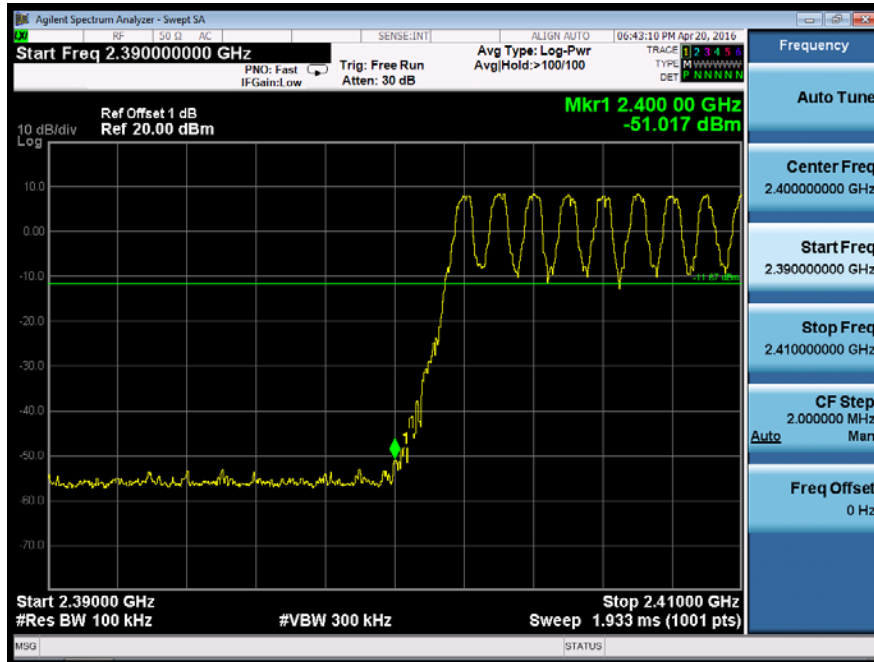 Agilent Spectrum Analyzer - Swept SA
RF 50 Ω AC SENSE:INT ALIGN AUTO 06:43:10 PM Apr 20, 2016
Start Freq 2.390000000 GHz
PNO: Fast
IFGain:Low
Trig: Free Run
Atten: 30 dB
Avg Type: Log-Pwr
Avg|Hold:>100/100
TRACE 1 2 3 4 5 6
TYPE M WWWWW
DET P N N N N N
Frequency
Auto Tune
Center Freq
2.400000000 GHz
Start Freq
2.390000000 GHz
Stop Freq
2.410000000 GHz
CF Step
2.000000 MHz
Auto Man
Freq Offset
0 Hz
Mkr1 2.400 00 GHz
-51.017 dBm
Ref Offset 1 dB
10 dB/div Ref 20.00 dBm
Log
10.0
0.00
-10.0
-11.67 dBm
-20.0
-30.0
-40.0
1
-50.0
-60.0
-70.0
Start 2.39000 GHz Stop 2.41000 GHz
#Res BW 100 kHz #VBW 300 kHz Sweep 1.933 ms (1001 pts)
MSG STATUS